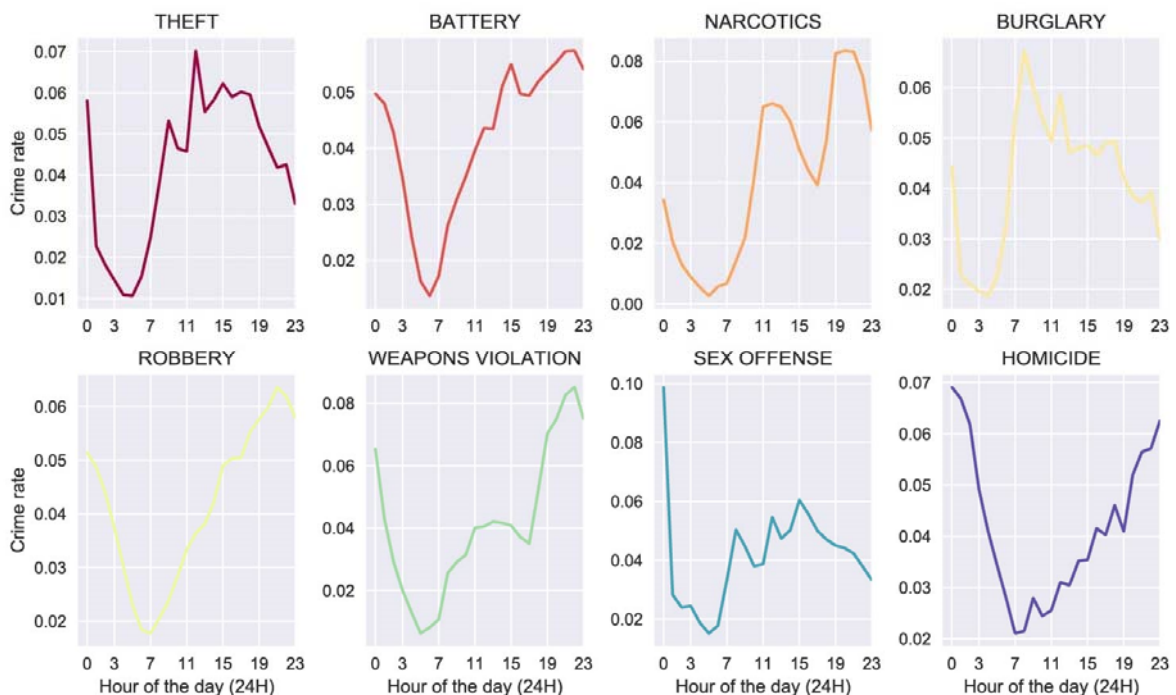 THEFT
BATTERY
NARCOTICS
BURGLARY
Crime rate
0.07
0.06
0.05
0.04
0.03
0.02
0.01
0 3 7 11 15 19 23
0.05
0.04
0.03
0.02
0 3 7 11 15 19 23
0.08
0.06
0.04
0.02
0.00
0 3 7 11 15 19 23
0.06
0.05
0.04
0.03
0.02
0 3 7 11 15 19 23
ROBBERY
WEAPONS VIOLATION
SEX OFFENSE
HOMICIDE
Crime rate
0.06
0.05
0.04
0.03
0.02
0 3 7 11 15 19 23
Hour of the day (24H)
0.08
0.06
0.04
0.02
0 3 7 11 15 19 23
Hour of the day (24H)
0.10
0.08
0.06
0.04
0.02
0 3 7 11 15 19 23
Hour of the day (24H)
0.07
0.06
0.05
0.04
0.03
0.02
0 3 7 11 15 19 23
Hour of the day (24H)